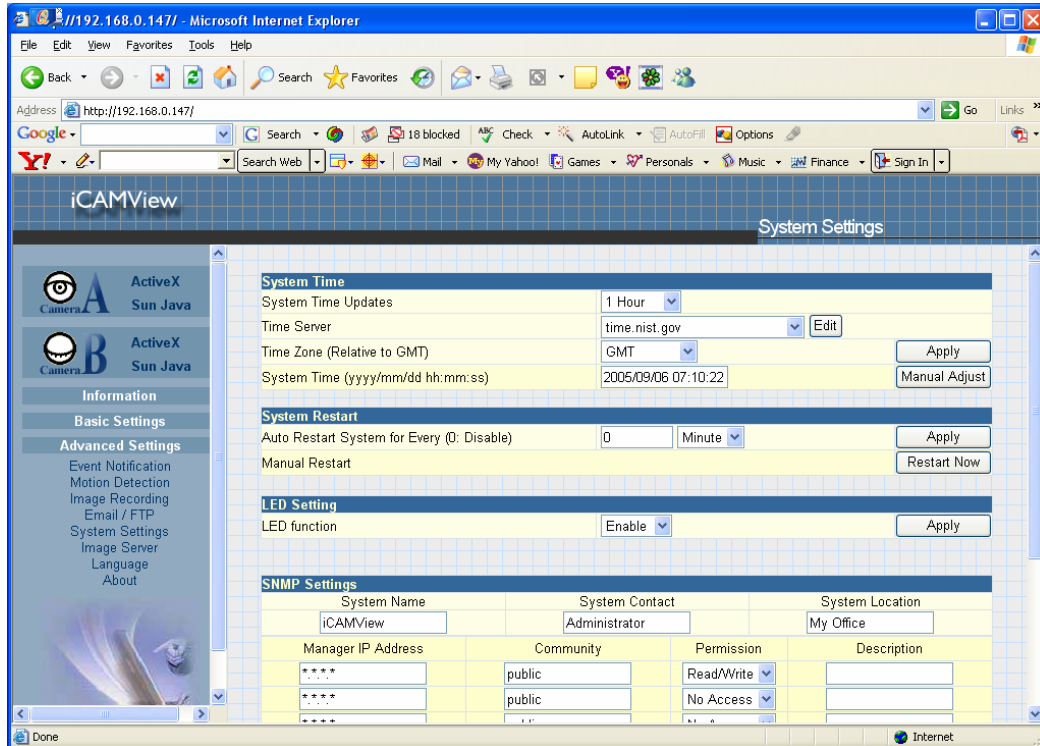 //192.168.0.147/ - Microsoft Internet Explorer
File Edit View Favorites Tools Help
Back Search Favorites
Address http://192.168.0.147/ Go Links »
Google Search 18 blocked ABC Check AutoLink AutoFill Options
Y! Search Web Mail My Yahoo! Games Personals Music Finance Sign In
iCAMView
System Settings
Camera A ActiveX
Sun Java
Camera B ActiveX
Sun Java
Information
Basic Settings
Advanced Settings
Event Notification
Motion Detection
Image Recording
Email / FTP
System Settings
Image Server
Language
About
System Time
System Time Updates 1 Hour
Time Server time.nist.gov Edit
Time Zone (Relative to GMT) GMT Apply
System Time (yyyy/mm/dd hh:mm:ss) 2005/09/06 07:10:22 Manual Adjust
System Restart
Auto Restart System for Every (0: Disable) 0 Minute Apply
Manual Restart Restart Now
LED Setting
LED function Enable Apply
SNMP Settings
System Name System Contact System Location
iCAMView Administrator My Office
Manager IP Address Community Permission Description
*.*.*.* public Read/Write
*.*.*.* public No Access
Done Internet